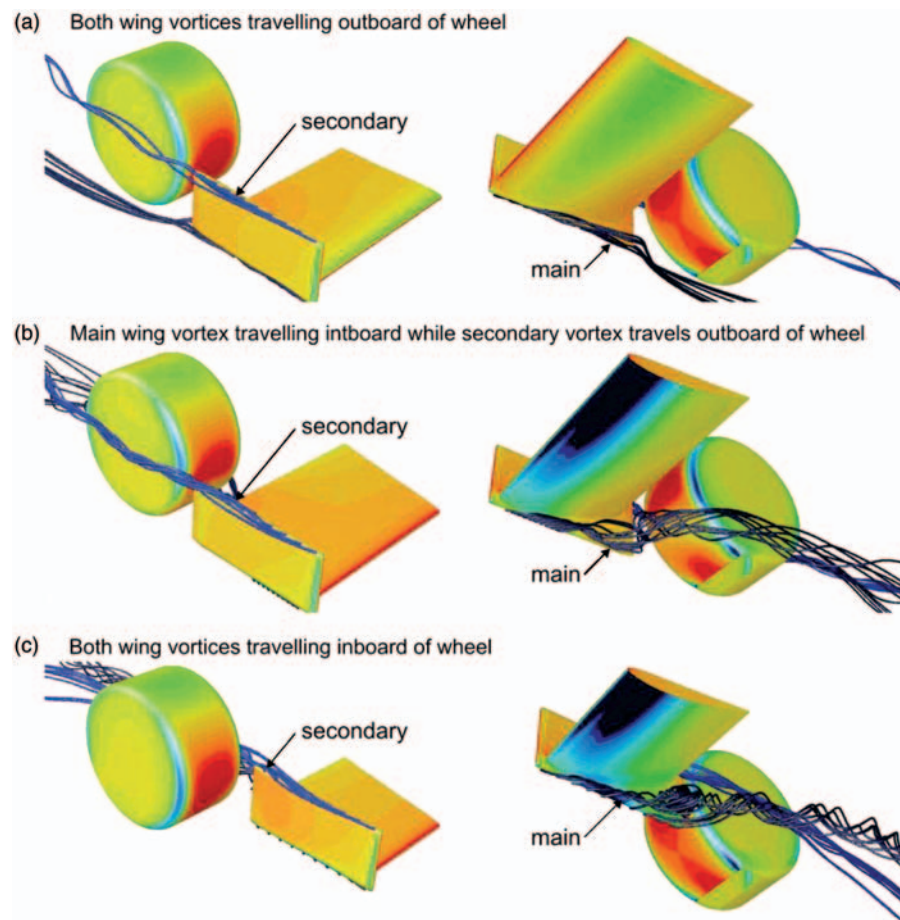 (a) Both wing vortices travelling outboard of wheel
secondary
main
(b) Main wing vortex travelling intboard while secondary vortex travels outboard of wheel
secondary
main
(c) Both wing vortices travelling inboard of wheel
secondary
main